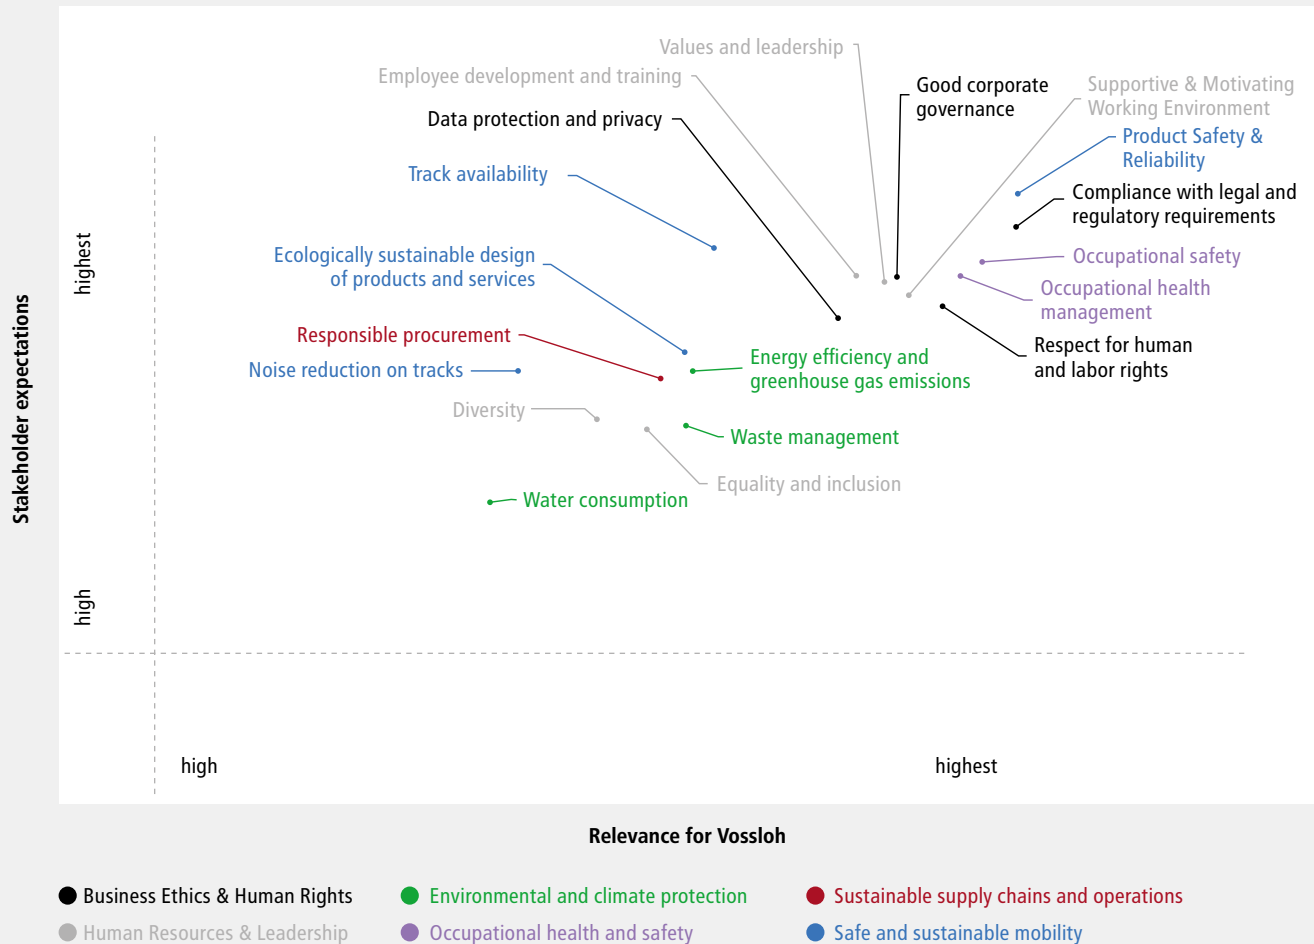 Values and leadership
Employee development and training
Good corporate
governance
Supportive & Motivating
Working Environment
Data protection and privacy
Product Safety &
Reliability
Track availability
Compliance with legal and
regulatory requirements
Ecologically sustainable design
of products and services
Occupational safety
Occupational health
management
Responsible procurement
Respect for human
and labor rights
Noise reduction on tracks
Energy efficiency and
greenhouse gas emissions
Diversity
Waste management
Equality and inclusion
Water consumption
Stakeholder expectations
highest
high
high
highest
Relevance for Vossloh
Business Ethics & Human Rights
Environmental and climate protection
Sustainable supply chains and operations
Human Resources & Leadership
Occupational health and safety
Safe and sustainable mobility